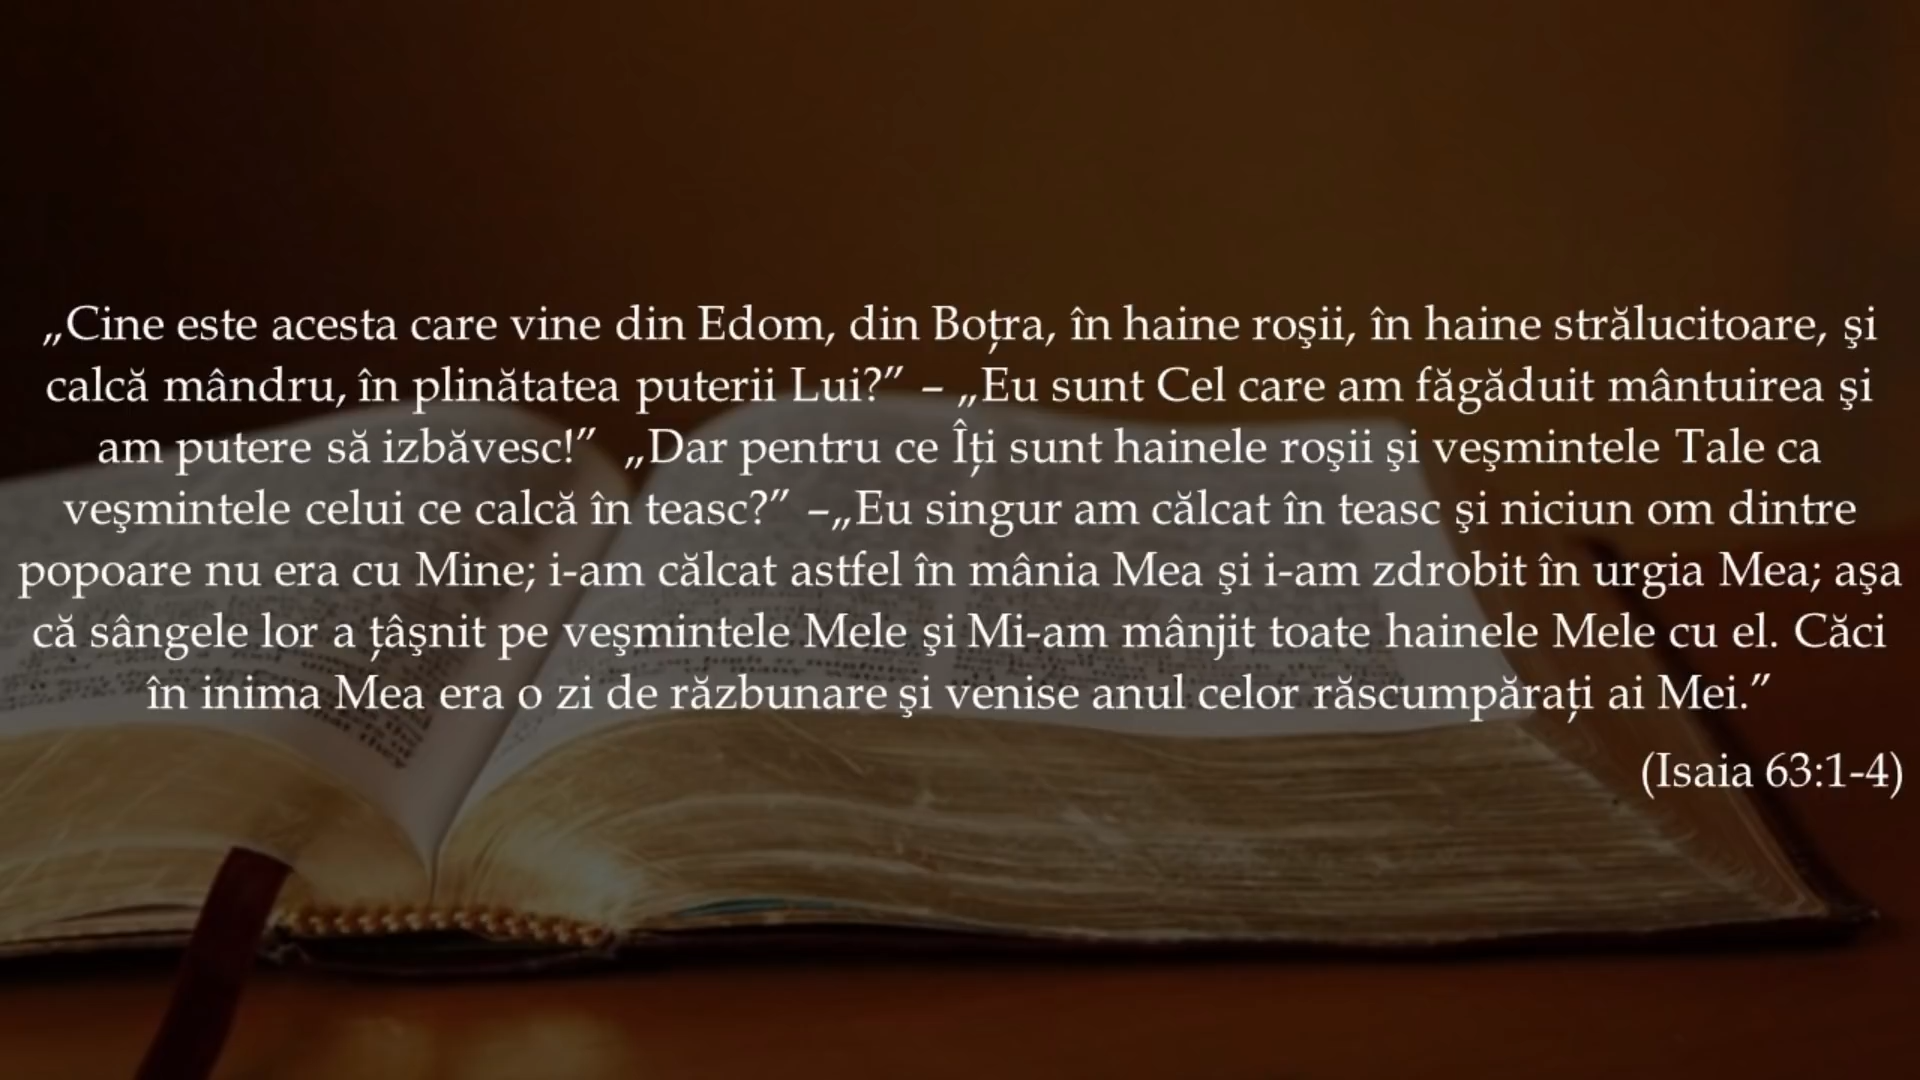 „Cine este acesta care vine din Edom, din Boțra, în haine roşii, în haine strălucitoare, şi
calcă mândru, în plinătatea puterii Lui?” – „Eu sunt Cel care am făgăduit mântuirea şi
am putere să izbăvesc!” „Dar pentru ce Îți sunt hainele roşii şi veşmintele Tale ca
veşmintele celui ce calcă în teasc?” –„Eu singur am călcat în teasc şi niciun om dintre
popoare nu era cu Mine; i-am călcat astfel în mânia Mea şi i-am zdrobit în urgia Mea; aşa
că sângele lor a țâşnit pe veşmintele Mele şi Mi-am mânjit toate hainele Mele cu el. Căci
în inima Mea era o zi de răzbunare şi venise anul celor răscumpărați ai Mei.”
(Isaia 63:1-4)